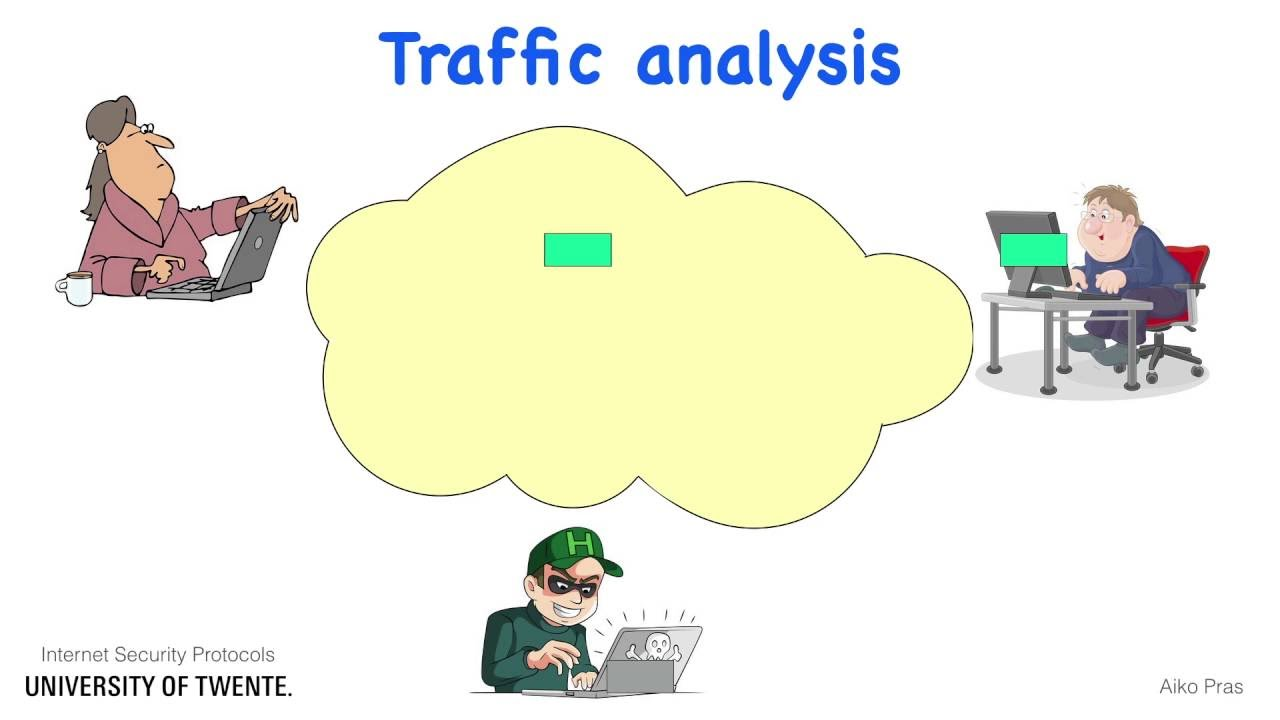 Traffic analysis
H
Internet Security Protocols
UNIVERSITY OF TWENTE.
Aiko Pras